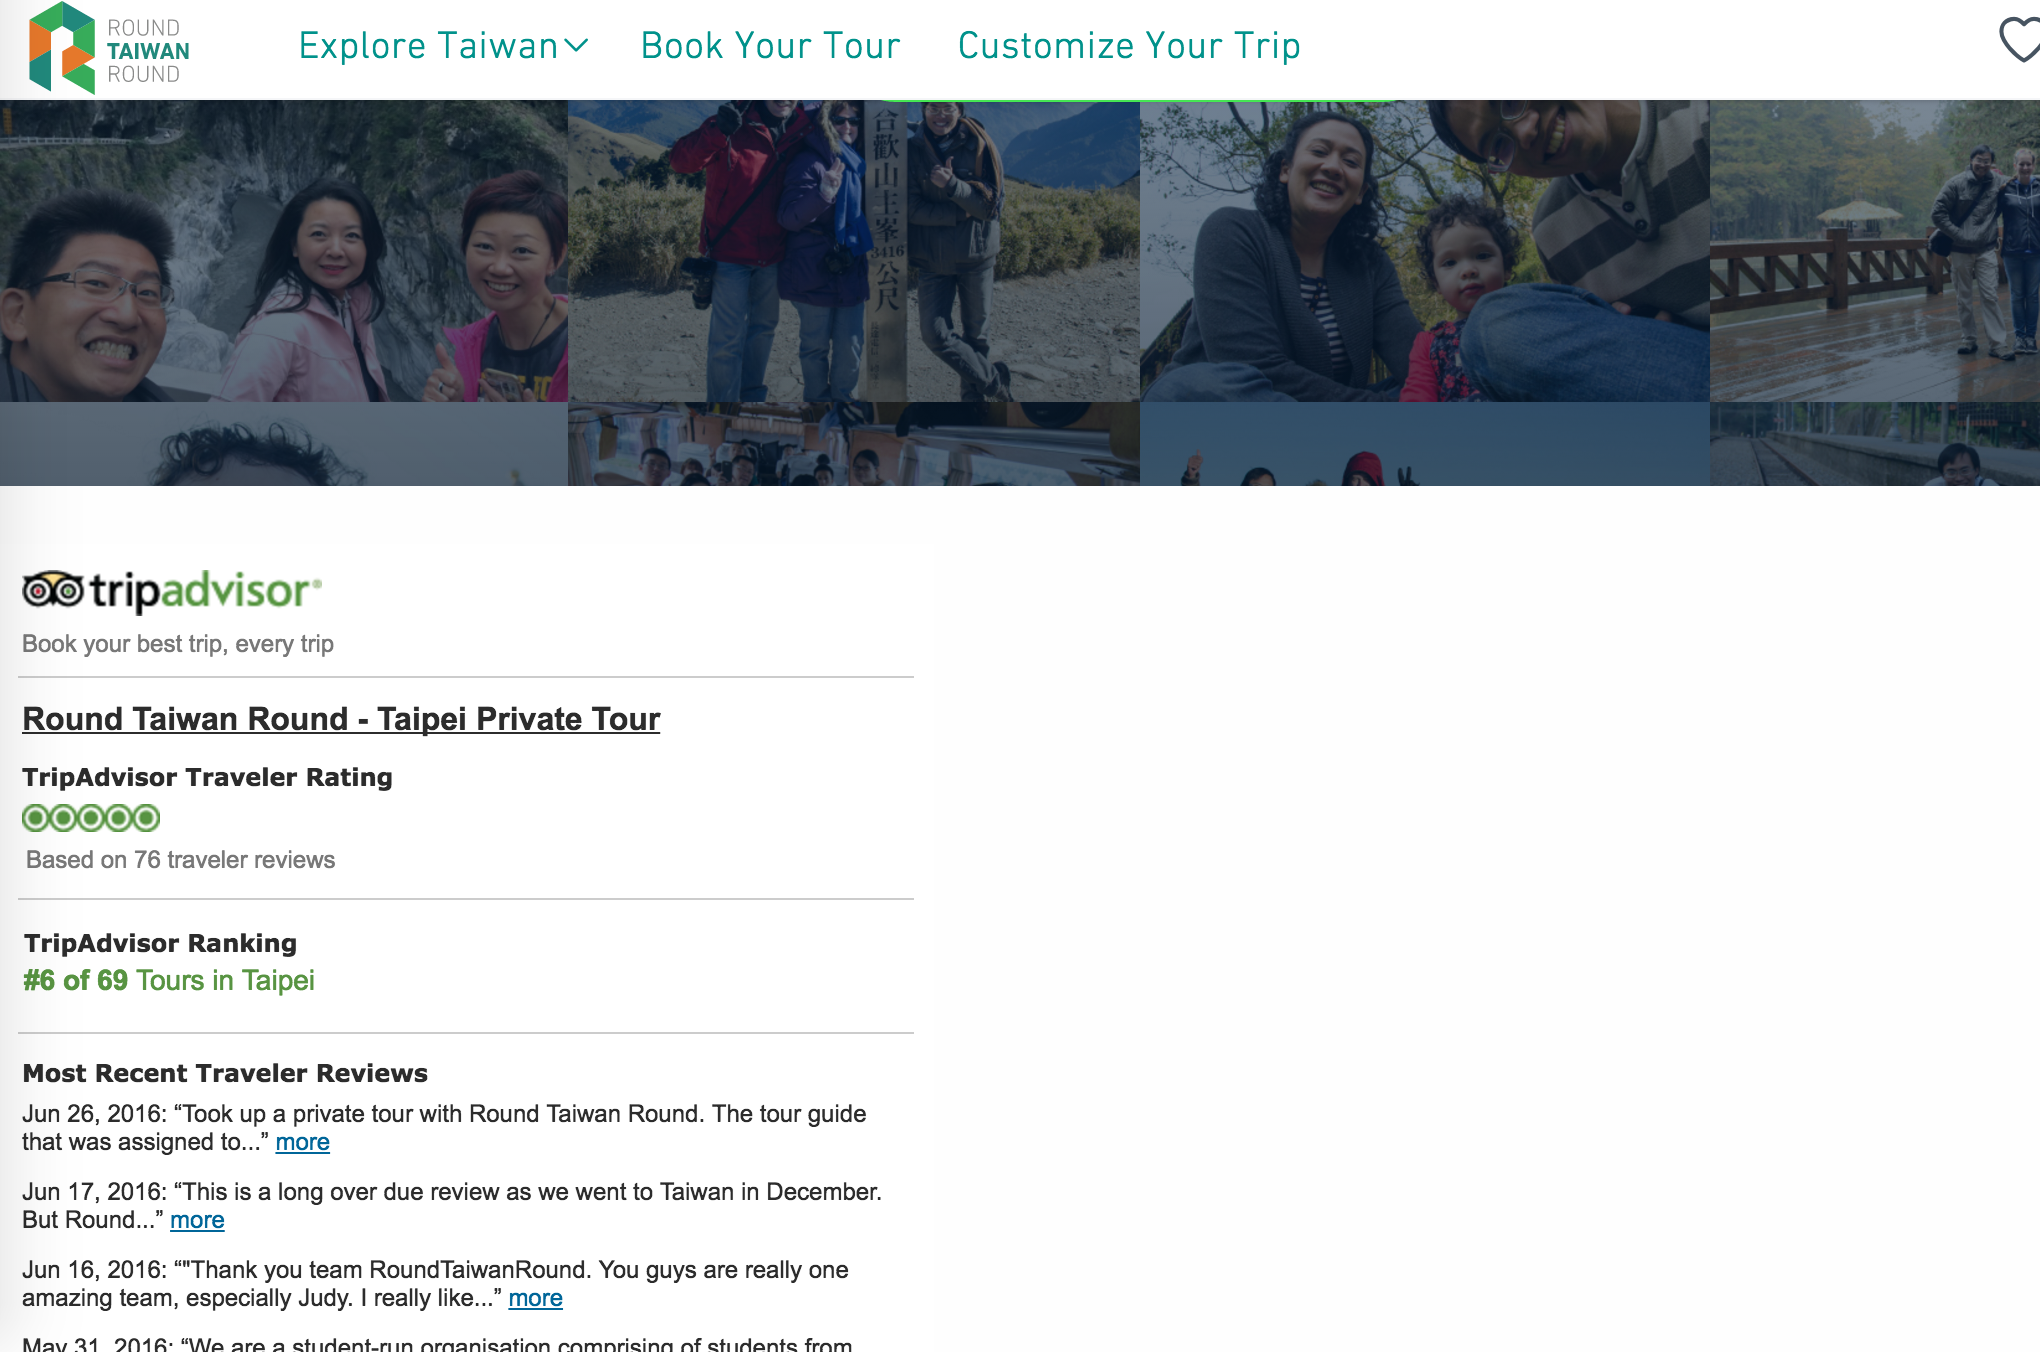 ROUND
TAIWAN
ROUND
Explore Taiwan
Book Your Tour
Customize Your Trip
合歡山主峯
3416
公尺
tripadvisor®
Book your best trip, every trip
Round Taiwan Round - Taipei Private Tour
TripAdvisor Traveler Rating
Based on 76 traveler reviews
TripAdvisor Ranking
#6 of 69 Tours in Taipei
Most Recent Traveler Reviews
Jun 26, 2016: “Took up a private tour with Round Taiwan Round. The tour guide
that was assigned to...” more
Jun 17, 2016: “This is a long over due review as we went to Taiwan in December.
But Round...” more
Jun 16, 2016: “"Thank you team RoundTaiwanRound. You guys are really one
amazing team, especially Judy. I really like...” more
May 31, 2016: “We are a student-run organisation comprising of students from